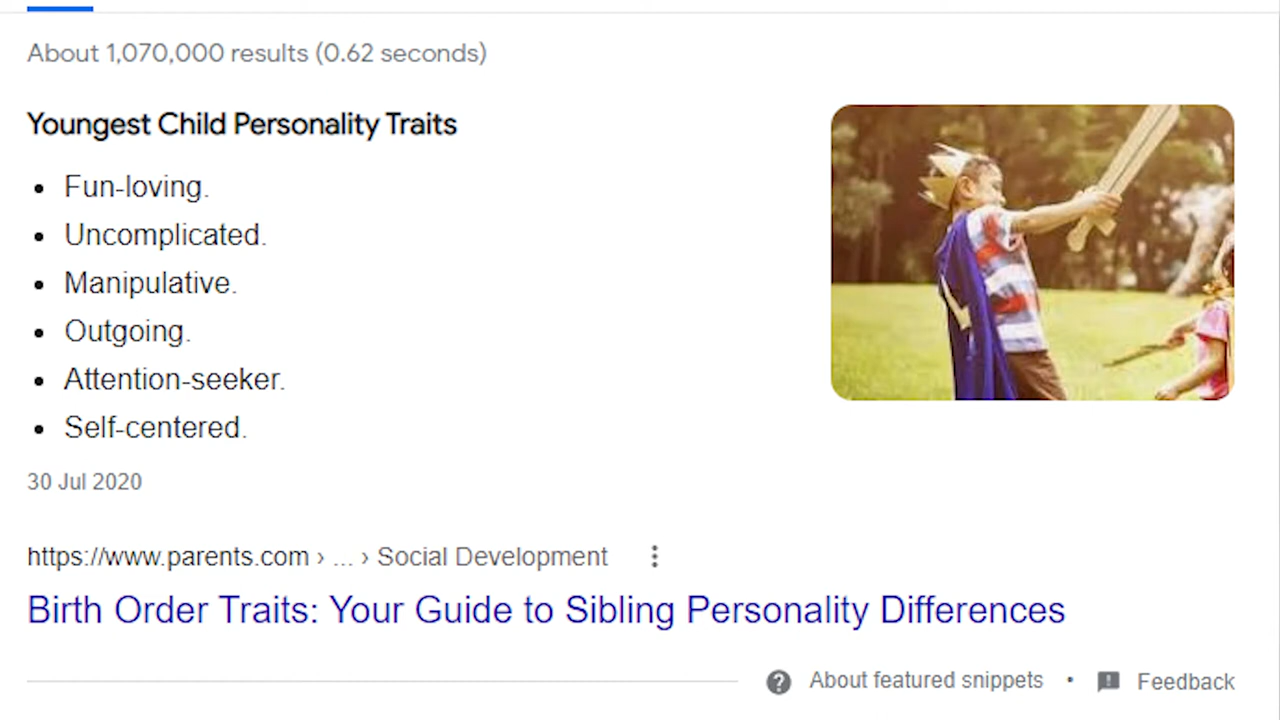 About 1,070,000 results (0.62 seconds)
Youngest Child Personality Traits
• Fun-loving.
• Uncomplicated.
• Manipulative.
• Outgoing.
• Attention-seeker.
• Self-centered.
30 Jul 2020
https://www.parents.com › ... › Social Development
Birth Order Traits: Your Guide to Sibling Personality Differences
About featured snippets • Feedback